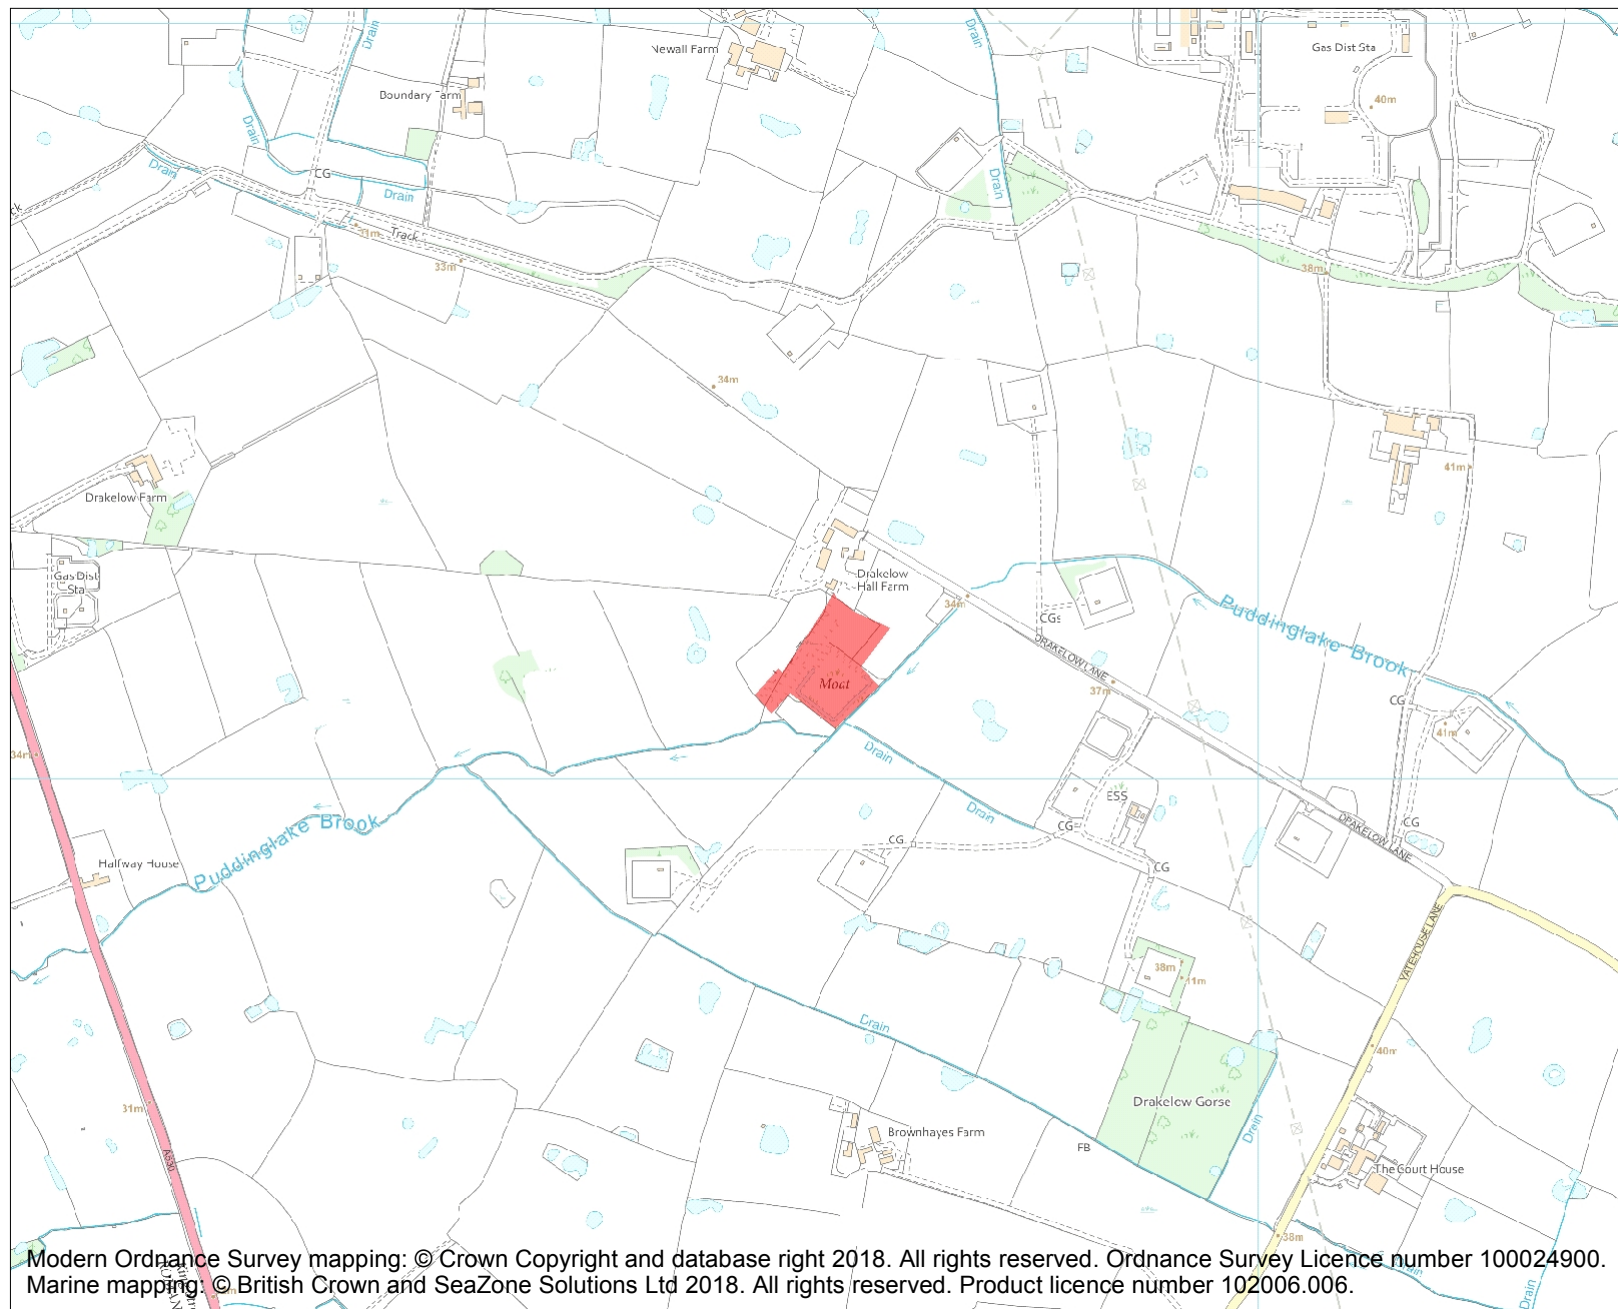 Drain
Drain
Newall Farm
Gas Dist Sta
Boundary Farm
40m
Drain
Drain
CG
Drain
Drain
Track
33m
38m
34m
41m
Drakelow Farm
Gas Dist
Sta
Drakelow
Hall Farm
34m
CGs
DRAKELOW LANE
Puddinglake Brook
Moat
37m
CG
41m
34m
Drain
Drain
ESS
CG
CG
CG
DRAKELOW LANE
CG
Puddinglake Brook
Halfway House
YATEHOUSE LANE
38m
41m
Drain
40m
31m
A530
Drakelow Gorse
Drain
Brownhayes Farm
FB
The Court House
38m
Drain
Drain
Modern Ordnance Survey mapping: © Crown Copyright and database right 2018. All rights reserved. Ordnance Survey Licence number 100024900.
Marine mapping: © British Crown and SeaZone Solutions Ltd 2018. All rights reserved. Product licence number 102006.006.